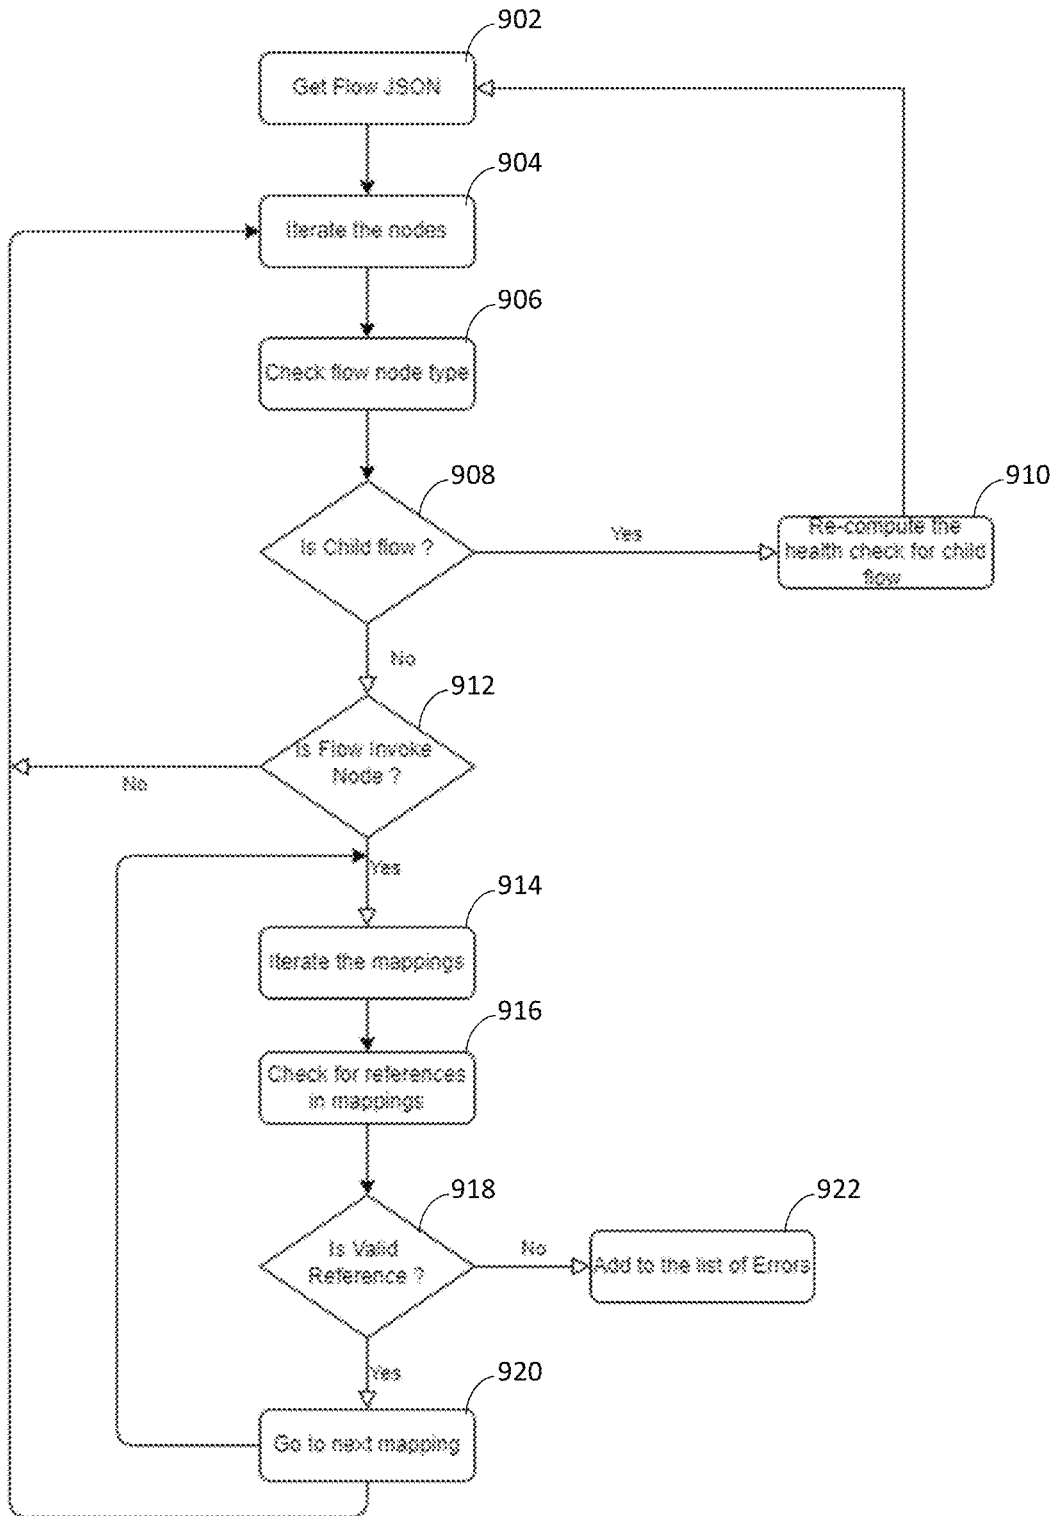 902
Get Flow JSON
904
Iterate the nodes
906
Check flow node type
908
Is Child flow ?
Yes
910
Re-compute the
health check for child
flow
No
912
Is Flow Invoke
Node ?
No
Yes
914
Iterate the mappings
916
Check for references
in mappings
918
Is Valid
Reference ?
No
922
Add to the list of Errors
Yes
920
Go to next mapping